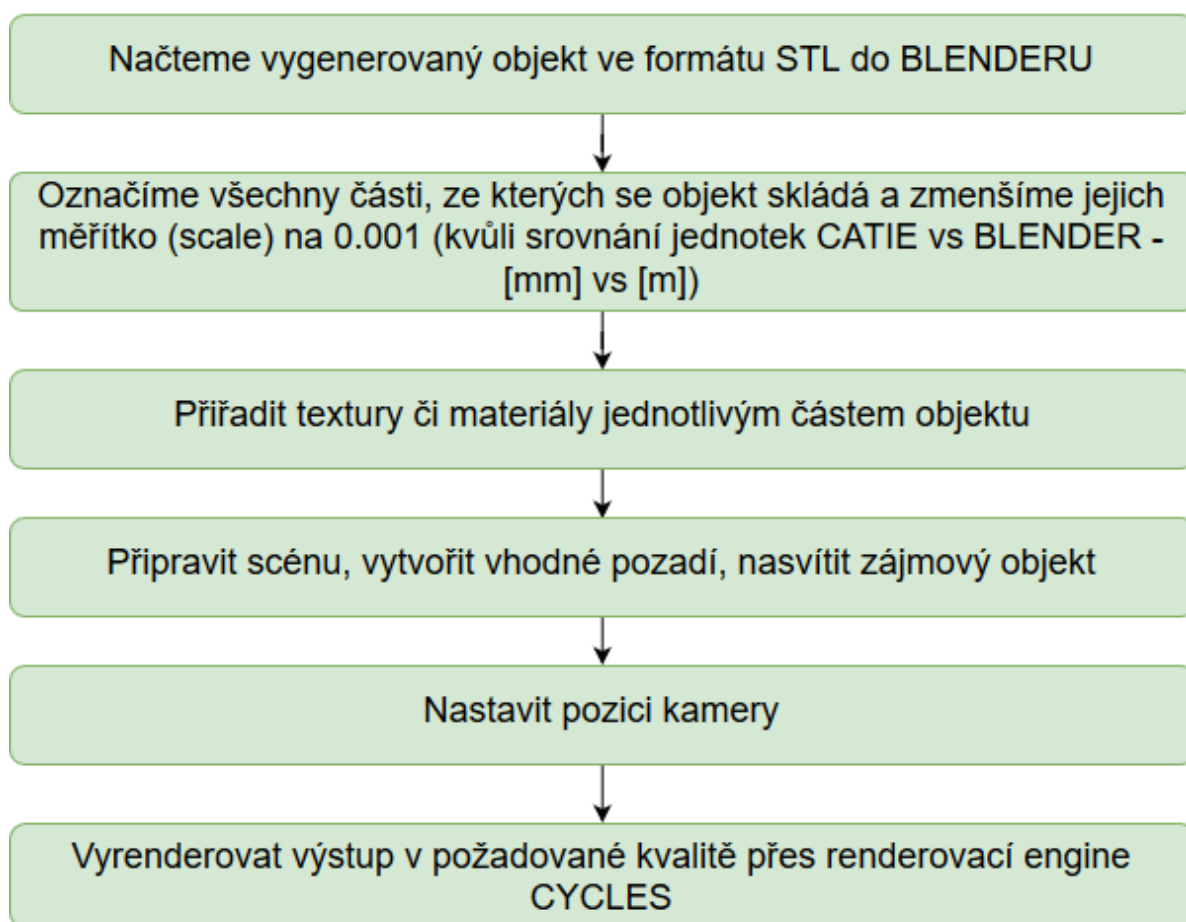 Načteme vygenerovaný objekt ve formátu STL do BLENDERU
Označíme všechny části, ze kterých se objekt skládá a zmenšíme jejich
měřítko (scale) na 0.001 (kvůli srovnání jednotek CATIE vs BLENDER -
[mm] vs [m])
Přiřadit textury či materiály jednotlivým částem objektu
Připravit scénu, vytvořit vhodné pozadí, nasvítit zájmový objekt
Nastavit pozici kamery
Vyrenderovat výstup v požadované kvalitě přes renderovací engine
CYCLES